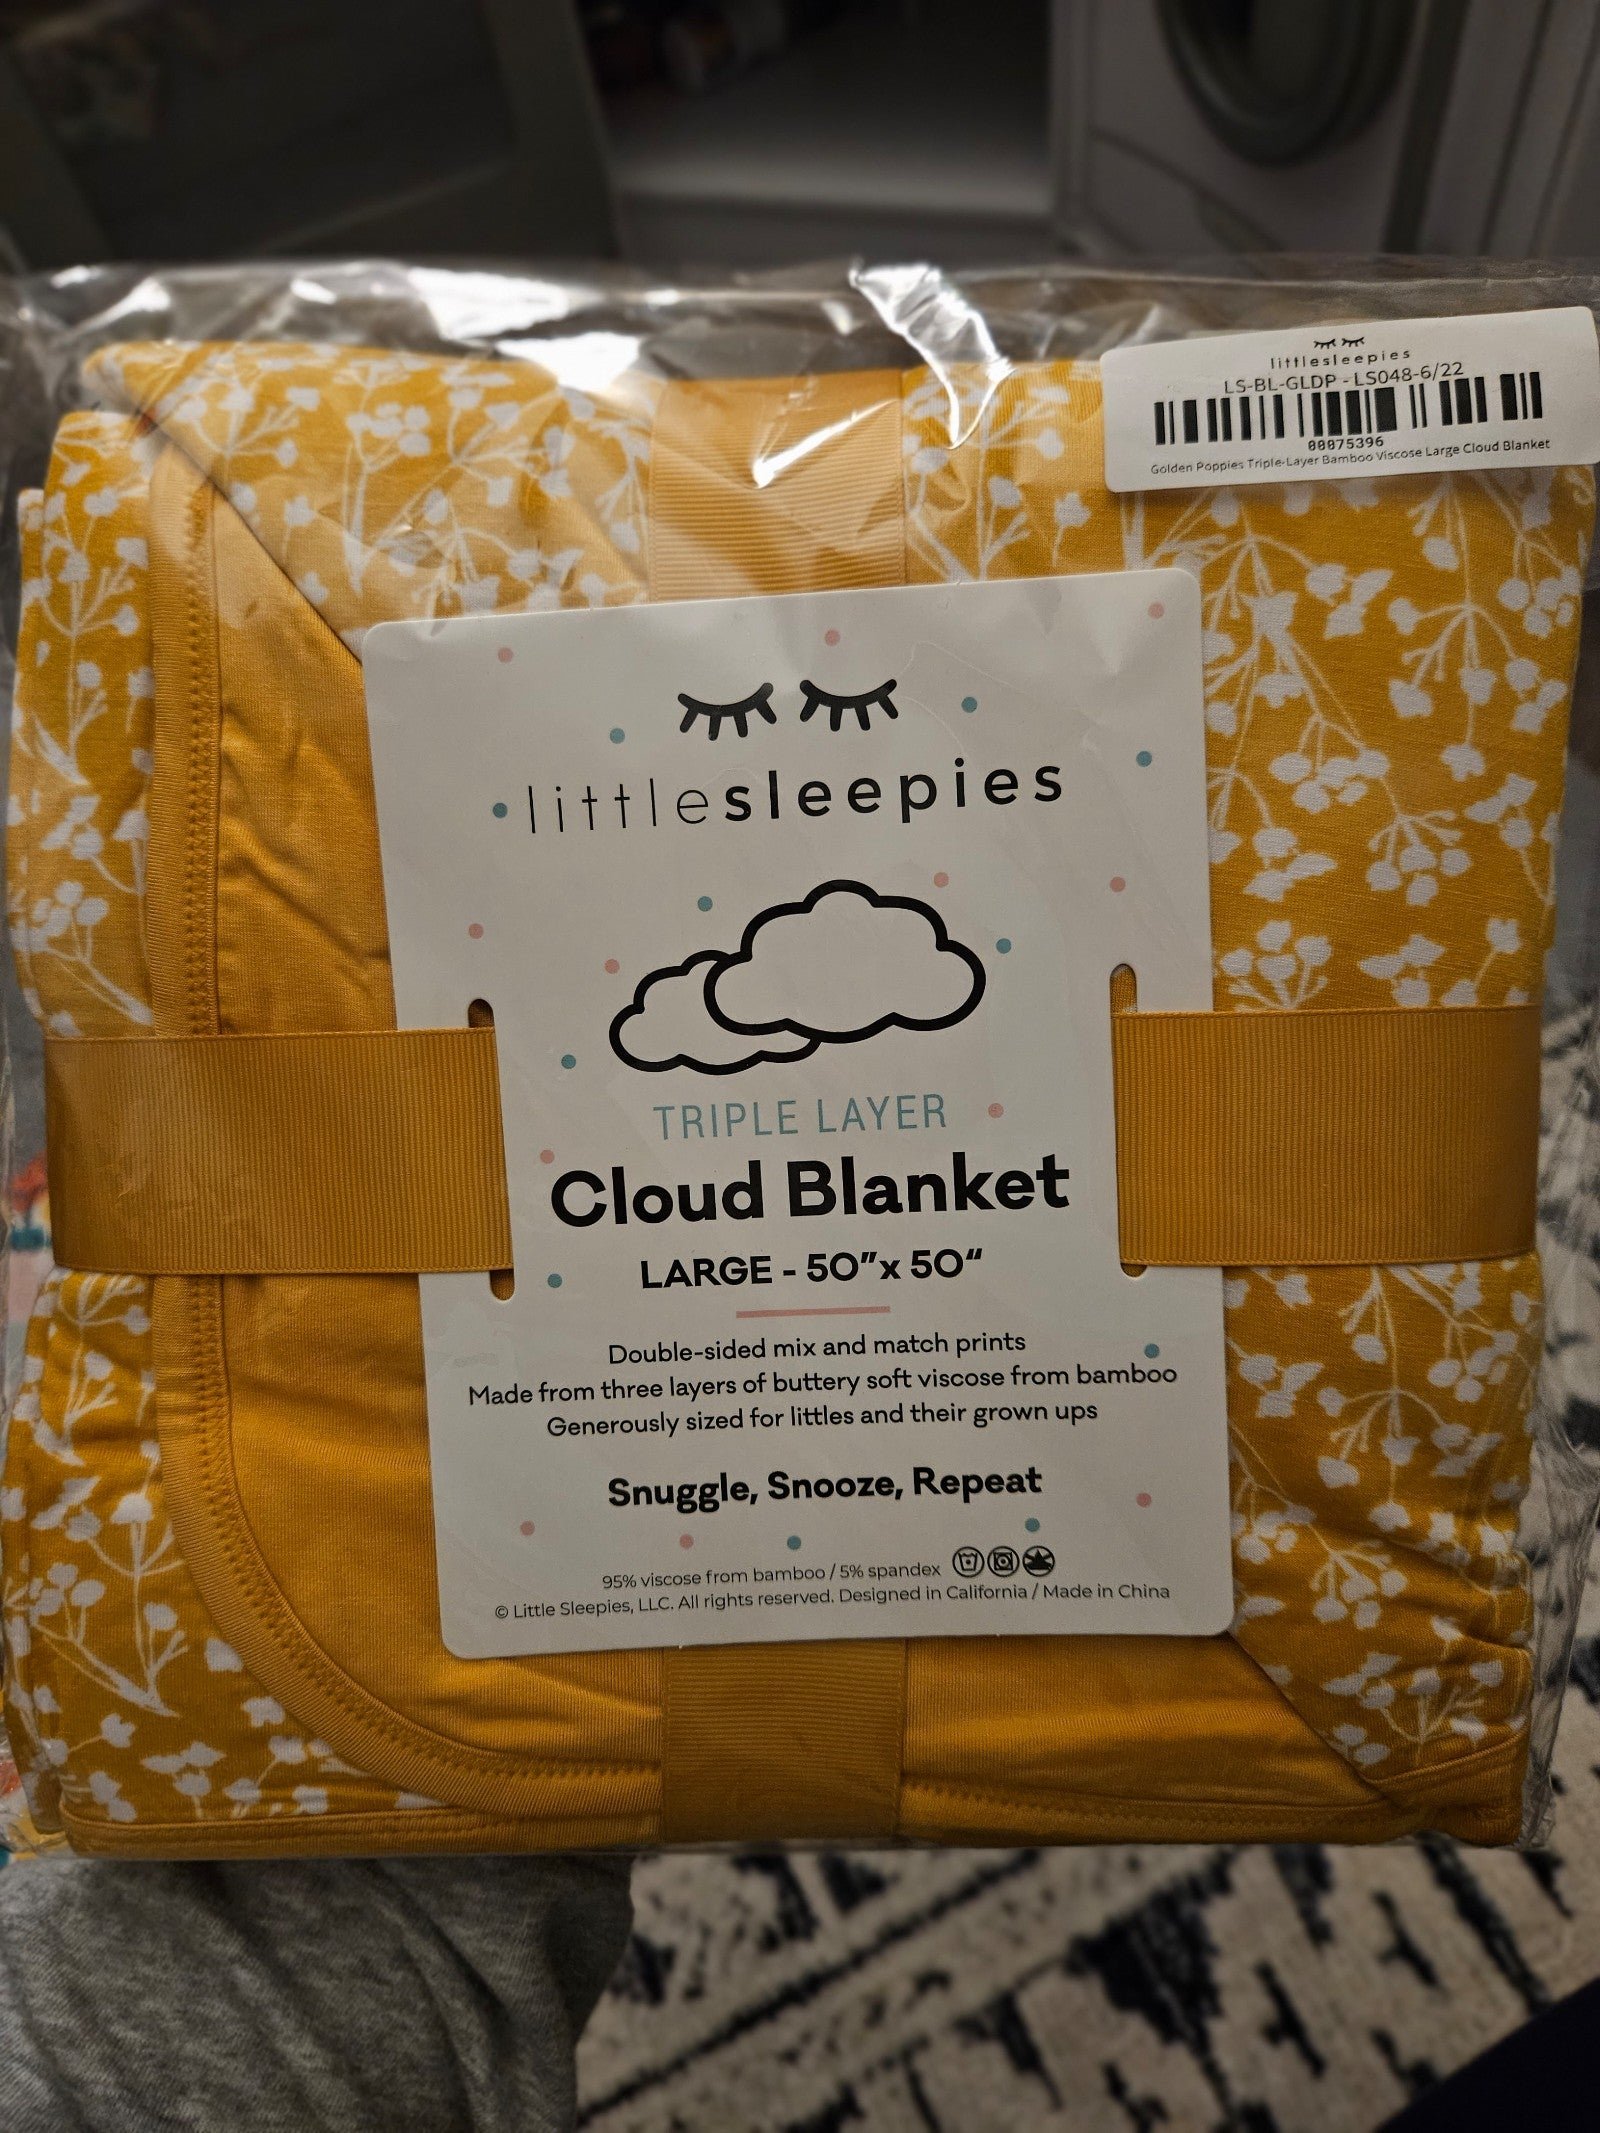 littlesleepies
LS-BL-GLDP - LS048-6/22
00075396
Golden Poppies Triple-Layer Bamboo Viscose Large Cloud Blanket
littlesleepies
TRIPLE LAYER
Cloud Blanket
LARGE - 50”x 50“
Double-sided mix and match prints
Made from three layers of buttery soft viscose from bamboo
Generously sized for littles and their grown ups
Snuggle, Snooze, Repeat
95% viscose from bamboo / 5% spandex
© Little Sleepies, LLC. All rights reserved. Designed in California / Made in China